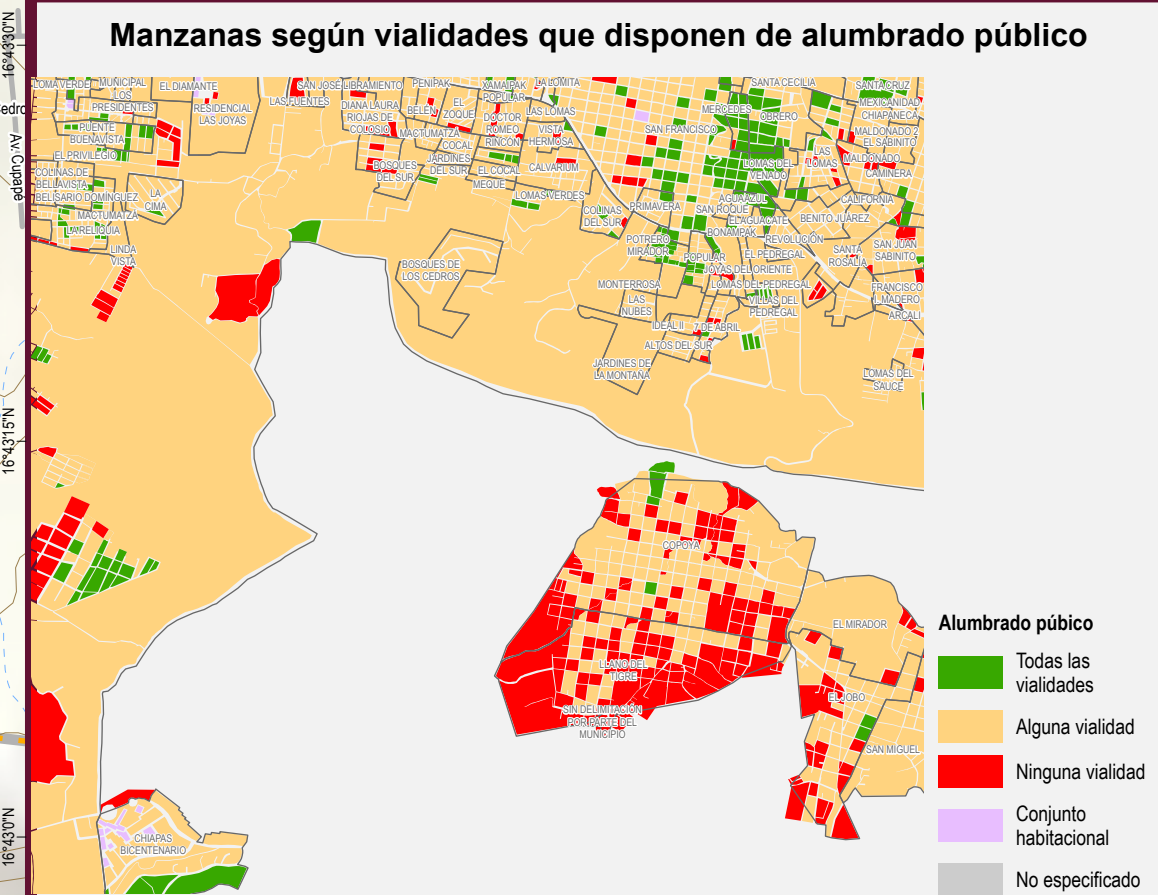 Manzanas según vialidades que disponen de alumbrado público
16°43'30"N
Av. Cupapé
16°43'15"N
16°43'0"N
LOMA VERDE
MUNICIPAL
LOS
PRESIDENTES
EL DIAMANTE
RESIDENCIAL
LAS JOYAS
PUENTE
BUENAVISTA
EL PRIVILEGIO
COLINAS DE
BELLAVISTA
BELISARIO DOMÍNGUEZ
MACTUMATZA
LA
CIMA
LA RELIQUIA
LINDA
VISTA
SAN JOSÉ
LIBRAMIENTO
LAS FUENTES
DIANA LAURA
RIOJAS DE
COLOSIO
PENIPAK
BELÉN
EL
ZOQUE
MACTUMATZA
COCAL
JARDINES
DEL SUR
BOSQUES
DEL SUR
XAMAIPAK
POPULAR
LA LOMITA
DOCTOR
ROMEO
RINCÓN
LAS LOMAS
VISTA
HERMOSA
EL COCAL
MEQUE
CALVARIUM
LOMAS VERDES
SANTA CECILIA
MERCEDES
OBRERO
SAN FRANCISCO
SANTA CRUZ
MEXICANIDAD
CHIAPANECA
MALDONADO 2
EL SABINITO
LAS
LOMAS
MALDONADO
CAMINERA
LOMAS DEL
VENADO
CALIFORNIA
AGUA AZUL
SAN ROQUE
EL AGUACATE
BONAMPAK
BENITO JUÁREZ
PRIMAVERA
COLINAS
DEL SUR
POTRERO
MIRADOR
REVOLUCIÓN
EL PEDREGAL
SANTA
ROSALIA
SAN JUAN
SABINITO
POPULAR
JOYAS DEL ORIENTE
LOMAS DEL PEDREGAL
VILLAS DEL
PEDREGAL
FRANCISCO
I. MADERO
ARCALI
BOSQUES DE
LOS CEDROS
MONTERROSA
LAS
NUBES
IDEAL II
7 DE ABRIL
ALTOS DEL SUR
JARDINES DE
LA MONTAÑA
LOMAS DEL
SAUCE
COPOYA
LLANO DEL
TIGRE
SIN DELIMITACIÓN
POR PARTE DEL
MUNICIPIO
EL MIRADOR
EL JOBO
SAN MIGUEL
CHIAPAS
BICENTENARIO
Alumbrado púbico
Todas las
vialidades
Alguna vialidad
Ninguna vialidad
Conjunto
habitacional
No especificado